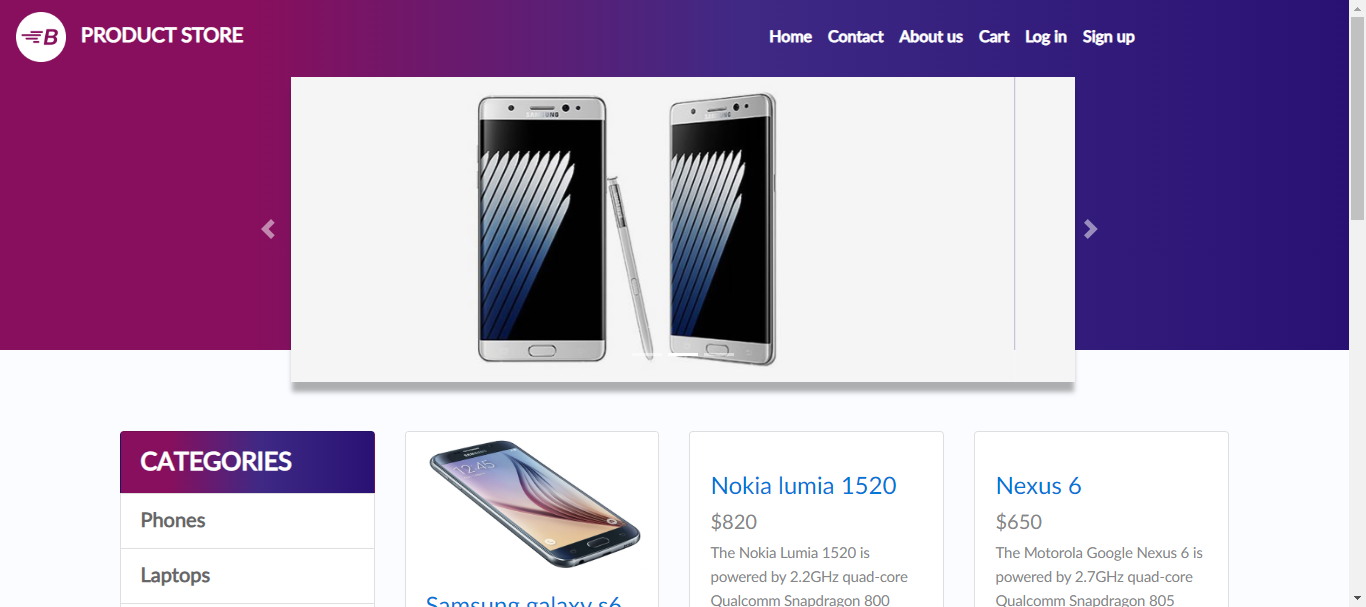 B PRODUCT STORE
Home Contact About us Cart Log in Sign up
SAMSUNG
SAMSUNG
CATEGORIES
Phones
Laptops
12:45
Samsung galaxy s6
Nokia lumia 1520
$820
The Nokia Lumia 1520 is
powered by 2.2GHz quad-core
Qualcomm Snapdragon 800
Nexus 6
$650
The Motorola Google Nexus 6 is
powered by 2.7GHz quad-core
Qualcomm Snapdragon 805